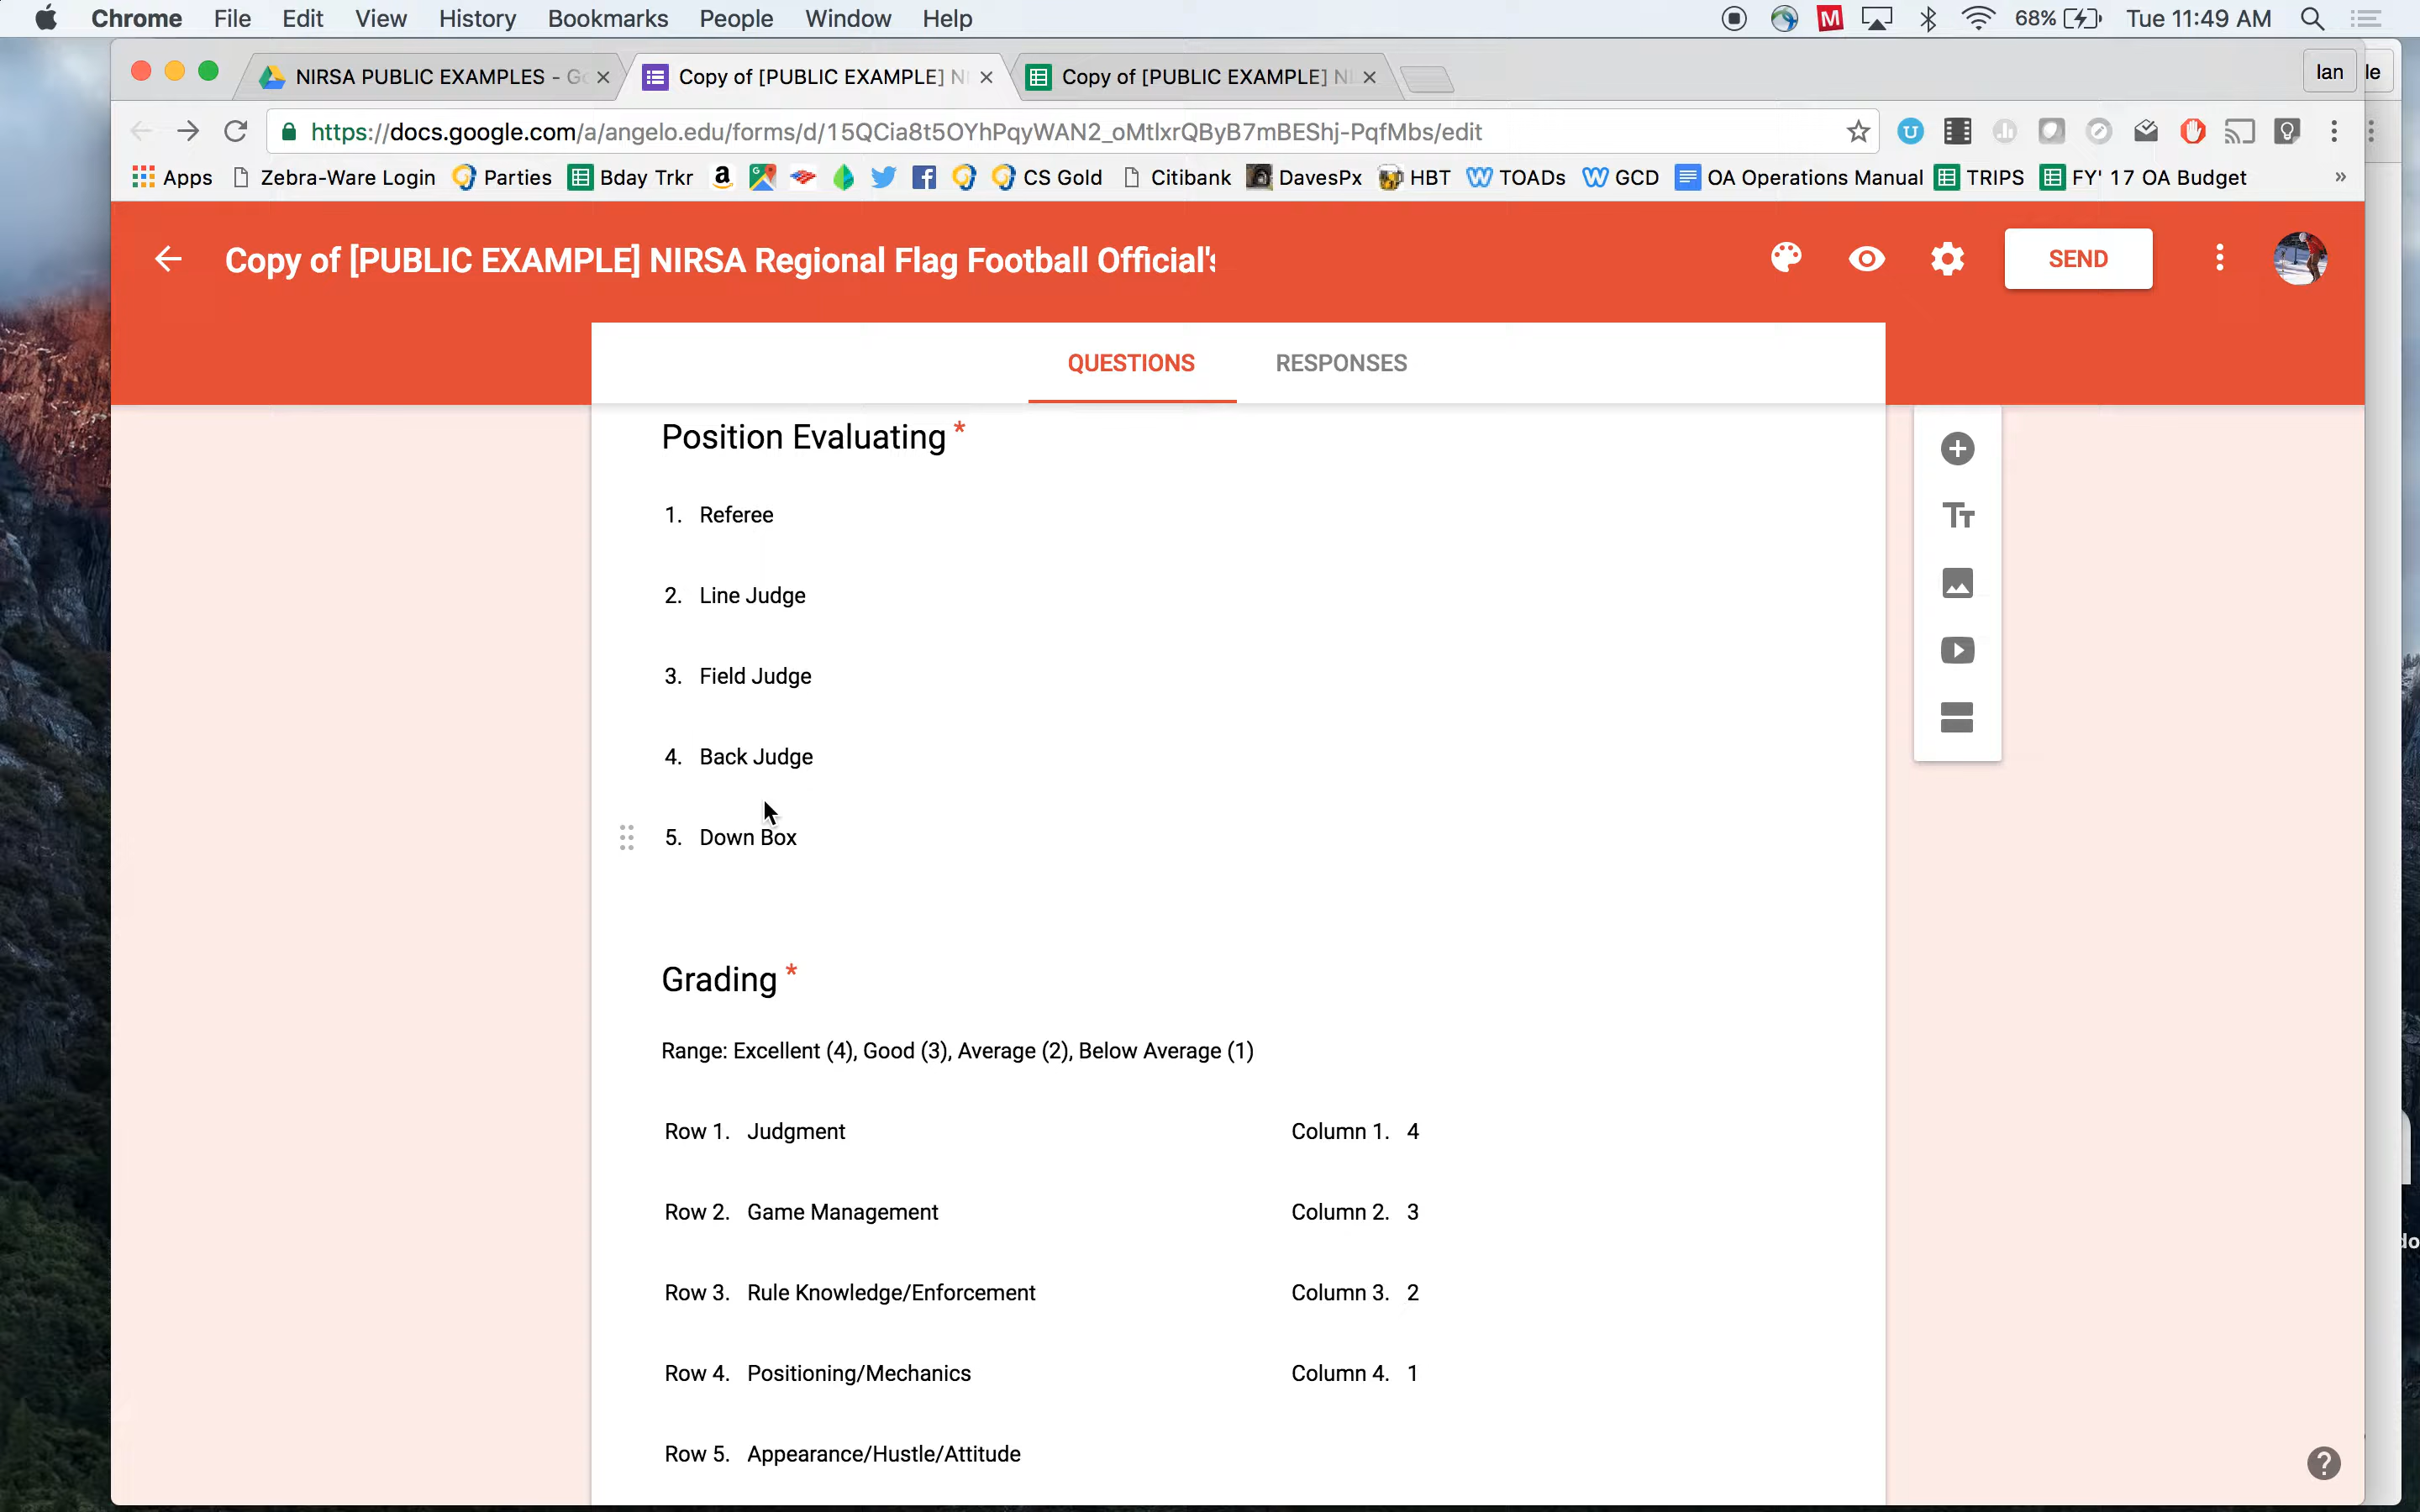 Chrome File Edit View History Bookmarks People Window Help 68% Tue 11:49 AM
NIRSA PUBLIC EXAMPLES - Go Copy of [PUBLIC EXAMPLE] NI Copy of [PUBLIC EXAMPLE] NI Ian le
https://docs.google.com/a/angelo.edu/forms/d/15QCia8t5OYhPqyWAN2_oMtlxrQByB7mBEShj-PqfMbs/edit
Apps Zebra-Ware Login Parties Bday Trkr CS Gold Citibank DavesPx HBT TOADs GCD OA Operations Manual TRIPS FY' 17 OA Budget »
Copy of [PUBLIC EXAMPLE] NIRSA Regional Flag Football Official's
SEND
QUESTIONS RESPONSES
Position Evaluating *
1. Referee
2. Line Judge
3. Field Judge
4. Back Judge
5. Down Box
Grading *
Range: Excellent (4), Good (3), Average (2), Below Average (1)
Row 1. Judgment Column 1. 4
Row 2. Game Management Column 2. 3
Row 3. Rule Knowledge/Enforcement Column 3. 2
Row 4. Positioning/Mechanics Column 4. 1
Row 5. Appearance/Hustle/Attitude